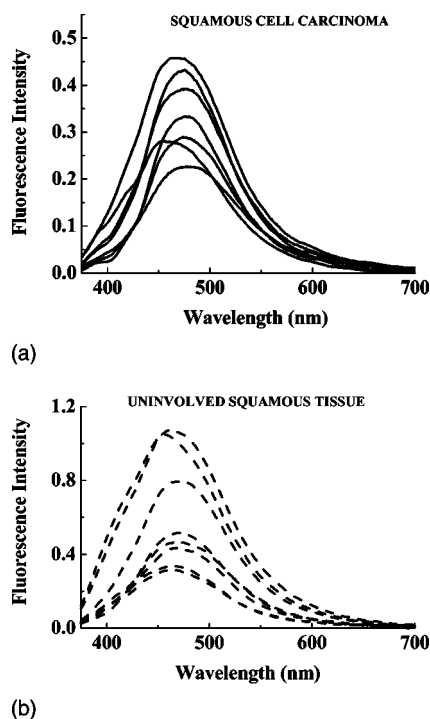 SQUAMOUS CELL CARCINOMA
Fluorescence Intensity
0.5
0.4
0.3
0.2
0.1
0.0
400 500 600 700
Wavelength (nm)
(a)
UNINVOLVED SQUAMOUS TISSUE
Fluorescence Intensity
1.2
0.8
0.4
0.0
400 500 600 700
Wavelength (nm)
(b)